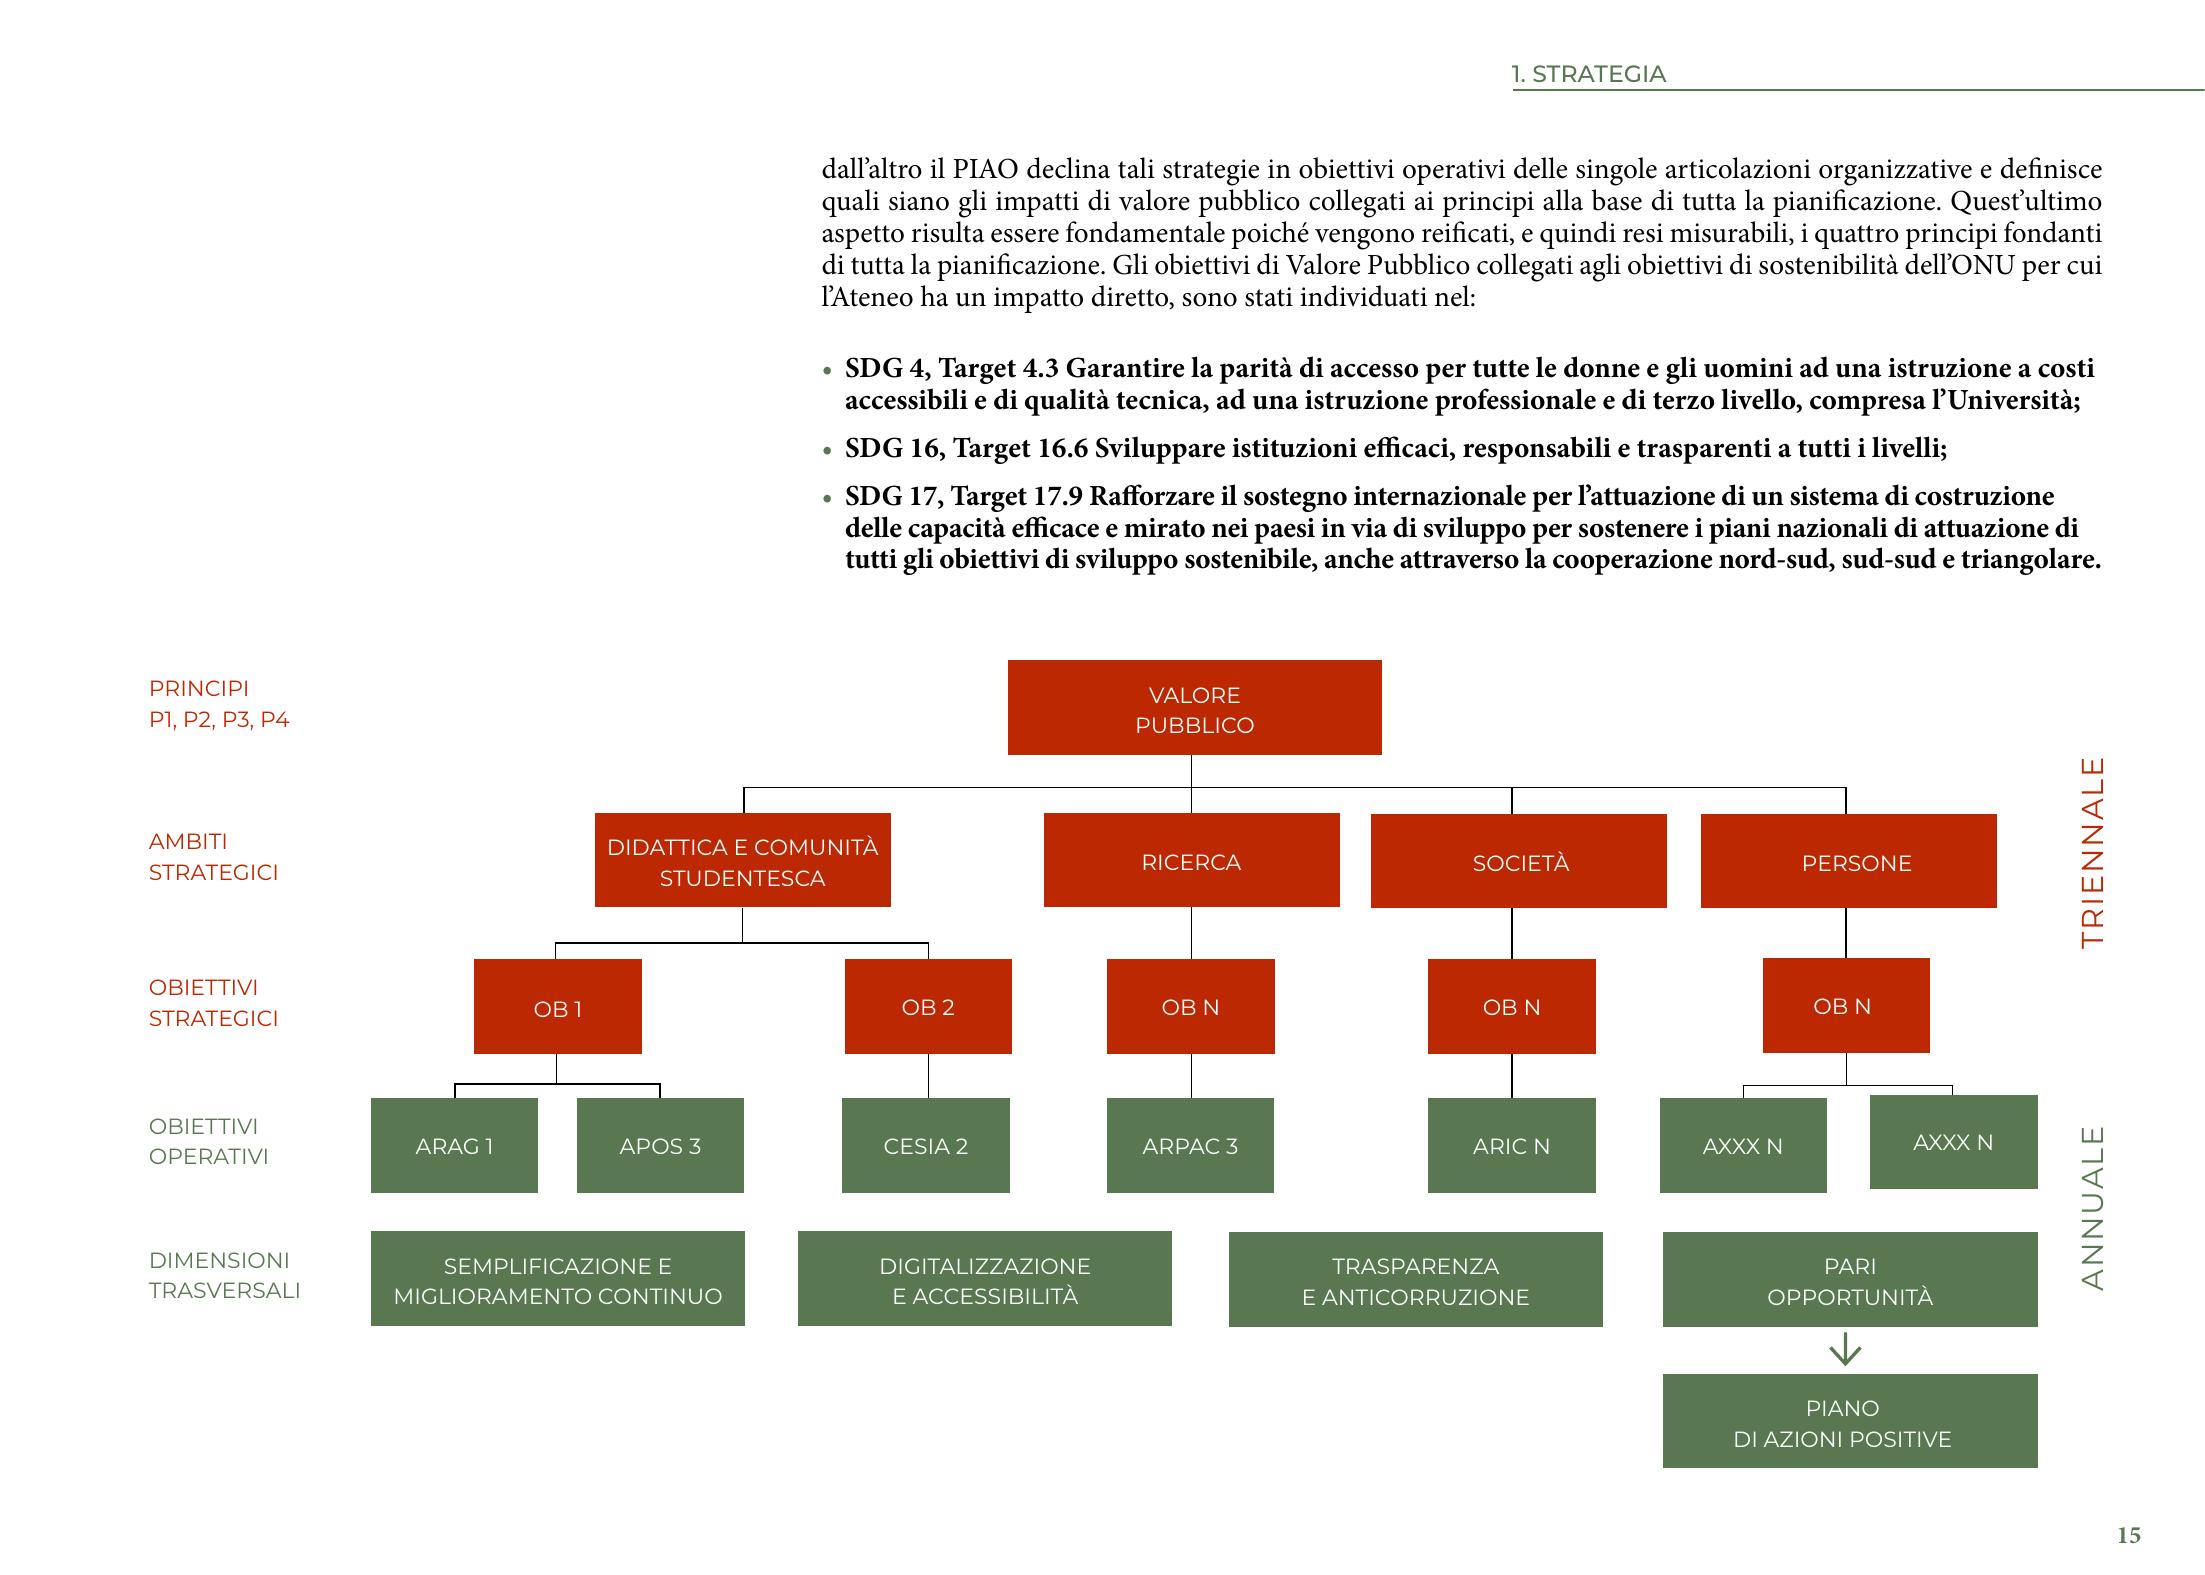 1. STRATEGIA
dall’altro il PIAO declina tali strategie in obiettivi operativi delle singole articolazioni organizzative e definisce
quali siano gli impatti di valore pubblico collegati ai principi alla base di tutta la pianificazione. Quest’ultimo
aspetto risulta essere fondamentale poiché vengono reificati, e quindi resi misurabili, i quattro principi fondanti
di tutta la pianificazione. Gli obiettivi di Valore Pubblico collegati agli obiettivi di sostenibilità dell’ONU per cui
l’Ateneo ha un impatto diretto, sono stati individuati nel:
• SDG 4, Target 4.3 Garantire la parità di accesso per tutte le donne e gli uomini ad una istruzione a costi
accessibili e di qualità tecnica, ad una istruzione professionale e di terzo livello, compresa l’Università;
• SDG 16, Target 16.6 Sviluppare istituzioni efficaci, responsabili e trasparenti a tutti i livelli;
• SDG 17, Target 17.9 Rafforzare il sostegno internazionale per l’attuazione di un sistema di costruzione
delle capacità efficace e mirato nei paesi in via di sviluppo per sostenere i piani nazionali di attuazione di
tutti gli obiettivi di sviluppo sostenibile, anche attraverso la cooperazione nord-sud, sud-sud e triangolare.
PRINCIPI
P1, P2, P3, P4
VALORE
PUBBLICO
TRIENNALE
AMBITI
STRATEGICI
DIDATTICA E COMUNITÀ
STUDENTESCA
RICERCA
SOCIETÀ
PERSONE
OBIETTIVI
STRATEGICI
OB 1
OB 2
OB N
OB N
OB N
OBIETTIVI
OPERATIVI
ARAG 1
APOS 3
CESIA 2
ARPAC 3
ARIC N
AXXX N
AXXX N
ANNUALE
DIMENSIONI
TRASVERSALI
SEMPLIFICAZIONE E
MIGLIORAMENTO CONTINUO
DIGITALIZZAZIONE
E ACCESSIBILITÀ
TRASPARENZA
E ANTICORRUZIONE
PARI
OPPORTUNITÀ
PIANO
DI AZIONI POSITIVE
15